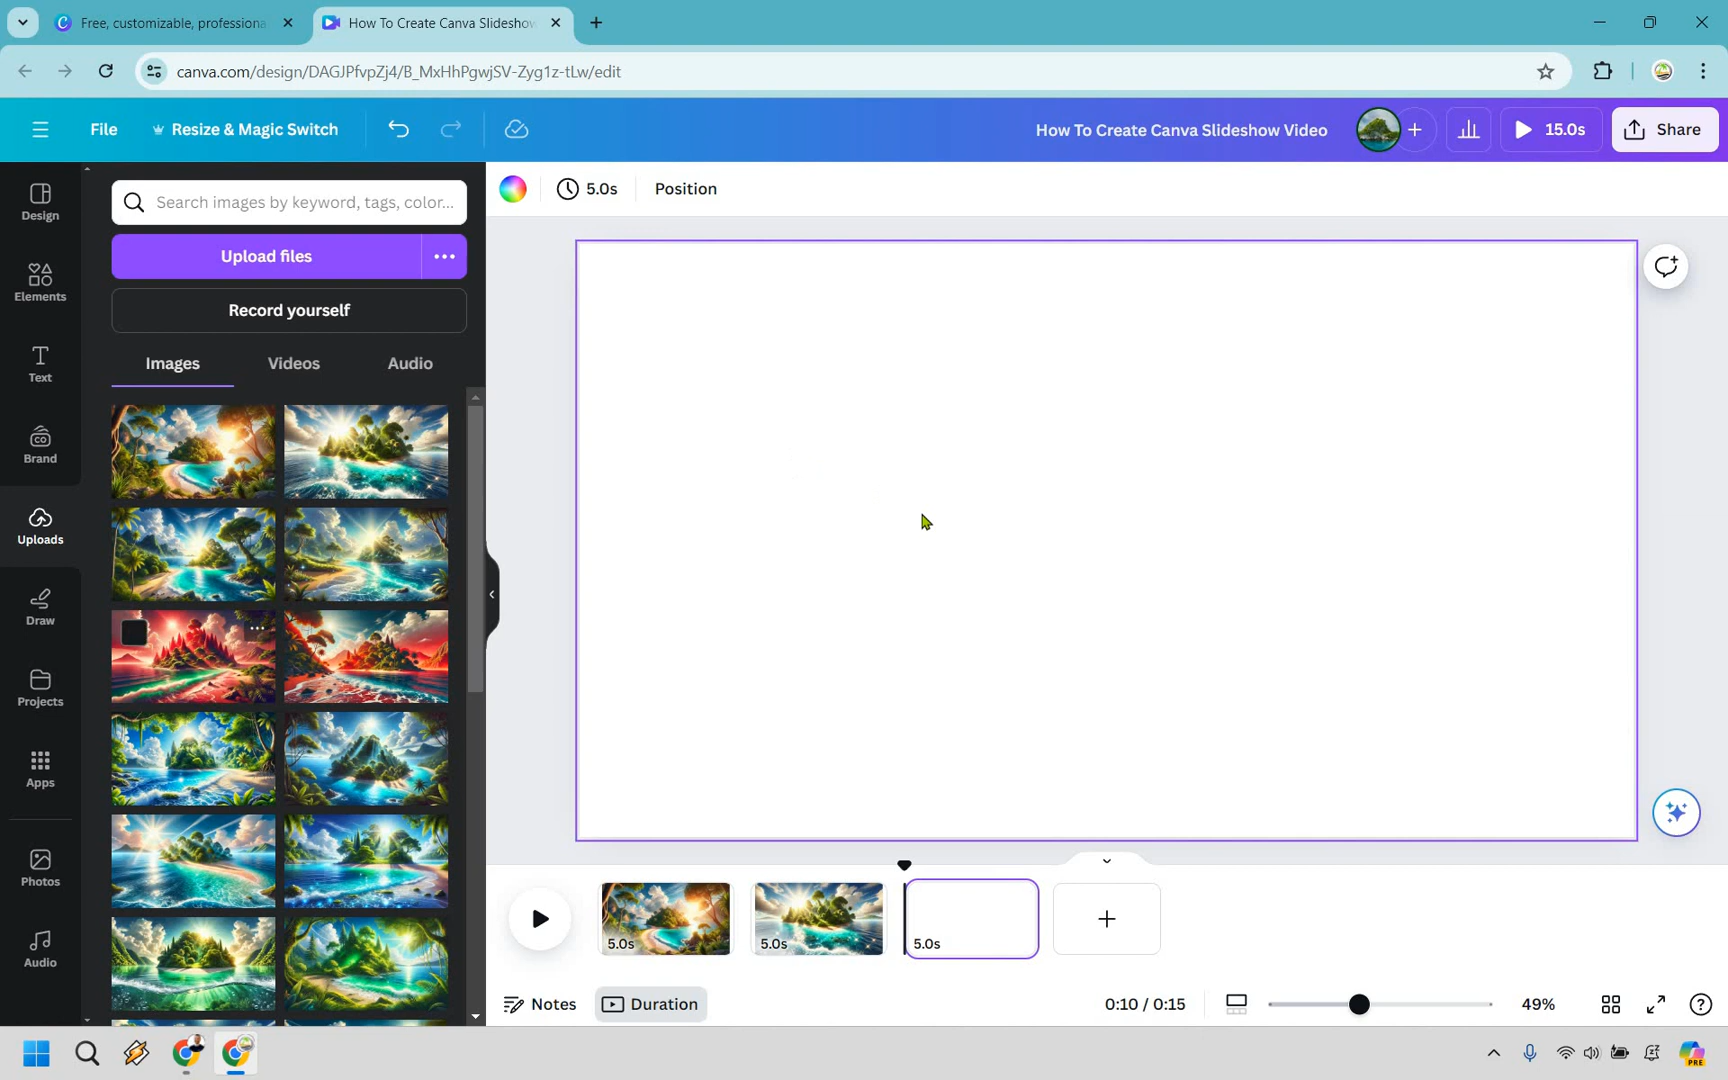 Free, customizable, professiona
How To Create Canva Slideshow
canva.com/design/DAGJPfvpZj4/B_MxHhPgwjSV-Zyg1z-tLw/edit
File
Resize & Magic Switch
How To Create Canva Slideshow Video
15.0s
Share
5.0s
Position
Search images by keyword, tags, color...
Upload files
Record yourself
Images
Videos
Audio
Design
Elements
Text
Brand
Uploads
Draw
Projects
Apps
Photos
Audio
5.0s
5.0s
5.0s
Notes
Duration
0:10 / 0:15
49%
PRE